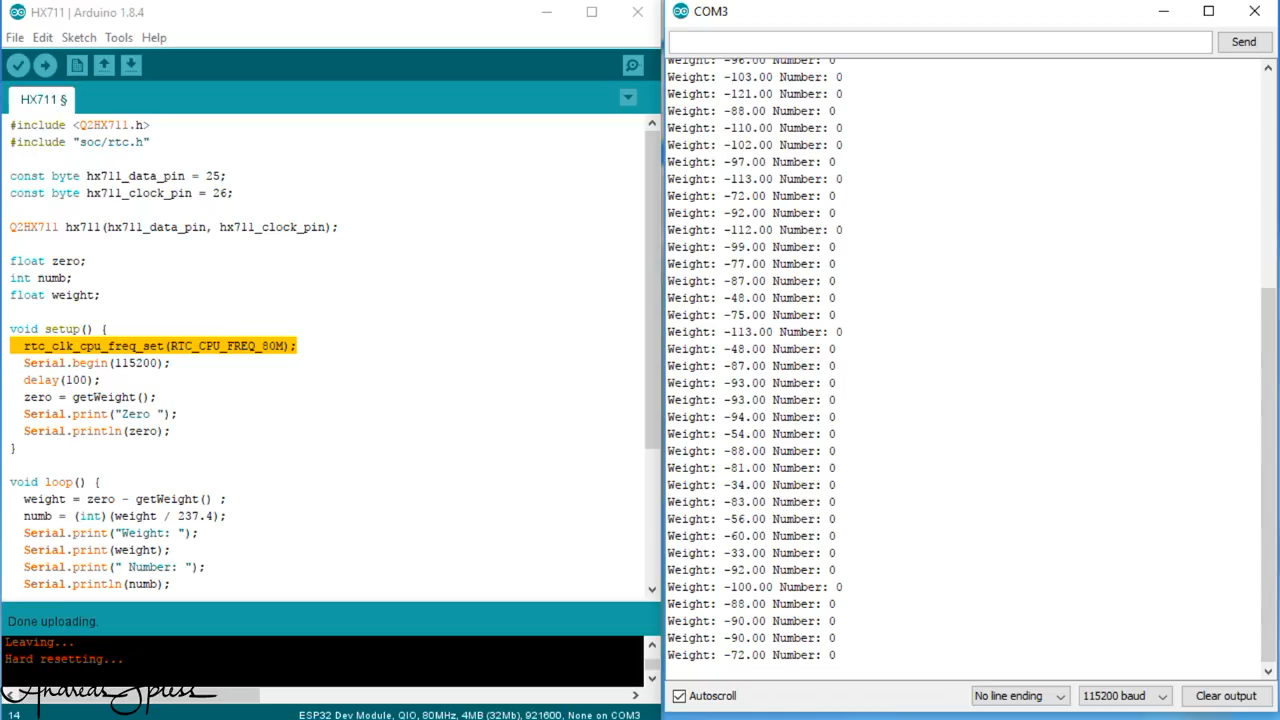 HX711 | Arduino 1.8.4
File Edit Sketch Tools Help
HX711 §
#include <Q2HX711.h>
#include "soc/rtc.h"
const byte hx711_data_pin = 25;
const byte hx711_clock_pin = 26;
Q2HX711 hx711(hx711_data_pin, hx711_clock_pin);
float zero;
int numb;
float weight;
void setup() {
rtc_clk_cpu_freq_set(RTC_CPU_FREQ_80M);
Serial.begin(115200);
delay(100);
zero = getWeight();
Serial.print("Zero ");
Serial.println(zero);
}
void loop() {
weight = zero - getWeight() ;
numb = (int)(weight / 237.4);
Serial.print("Weight: ");
Serial.print(weight);
Serial.print(" Number: ");
Serial.println(numb);
Done uploading.
Leaving...
Hard resetting...
Andreas Spiess
14
ESP32 Dev Module, QIO, 80MHz, 4MB (32Mb), 921600, None on COM3
COM3
Send
Weight: -96.00 Number: 0
Weight: -103.00 Number: 0
Weight: -121.00 Number: 0
Weight: -88.00 Number: 0
Weight: -110.00 Number: 0
Weight: -102.00 Number: 0
Weight: -97.00 Number: 0
Weight: -113.00 Number: 0
Weight: -72.00 Number: 0
Weight: -92.00 Number: 0
Weight: -112.00 Number: 0
Weight: -99.00 Number: 0
Weight: -77.00 Number: 0
Weight: -87.00 Number: 0
Weight: -48.00 Number: 0
Weight: -75.00 Number: 0
Weight: -113.00 Number: 0
Weight: -48.00 Number: 0
Weight: -87.00 Number: 0
Weight: -93.00 Number: 0
Weight: -93.00 Number: 0
Weight: -94.00 Number: 0
Weight: -54.00 Number: 0
Weight: -88.00 Number: 0
Weight: -81.00 Number: 0
Weight: -34.00 Number: 0
Weight: -83.00 Number: 0
Weight: -56.00 Number: 0
Weight: -60.00 Number: 0
Weight: -33.00 Number: 0
Weight: -92.00 Number: 0
Weight: -100.00 Number: 0
Weight: -88.00 Number: 0
Weight: -90.00 Number: 0
Weight: -90.00 Number: 0
Weight: -72.00 Number: 0
Autoscroll
No line ending
115200 baud
Clear output